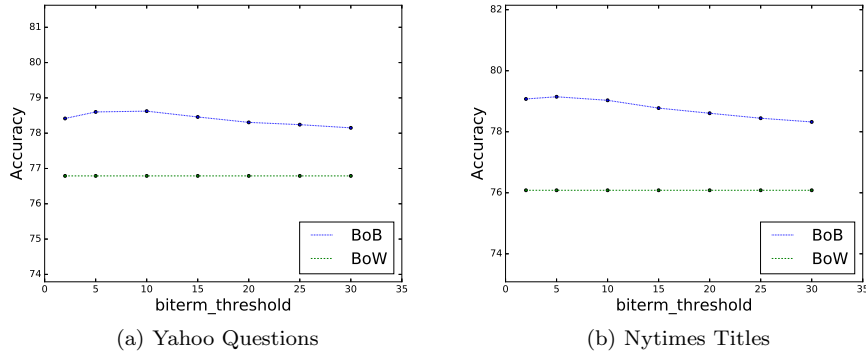 81
80
79
78
77
76
75
74
Accuracy
0 5 10 15 20 25 30 35
biterm_threshold
BoB
BoW
(a) Yahoo Questions
82
80
78
76
74
Accuracy
0 5 10 15 20 25 30 35
biterm_threshold
BoB
BoW
(b) Nytimes Titles